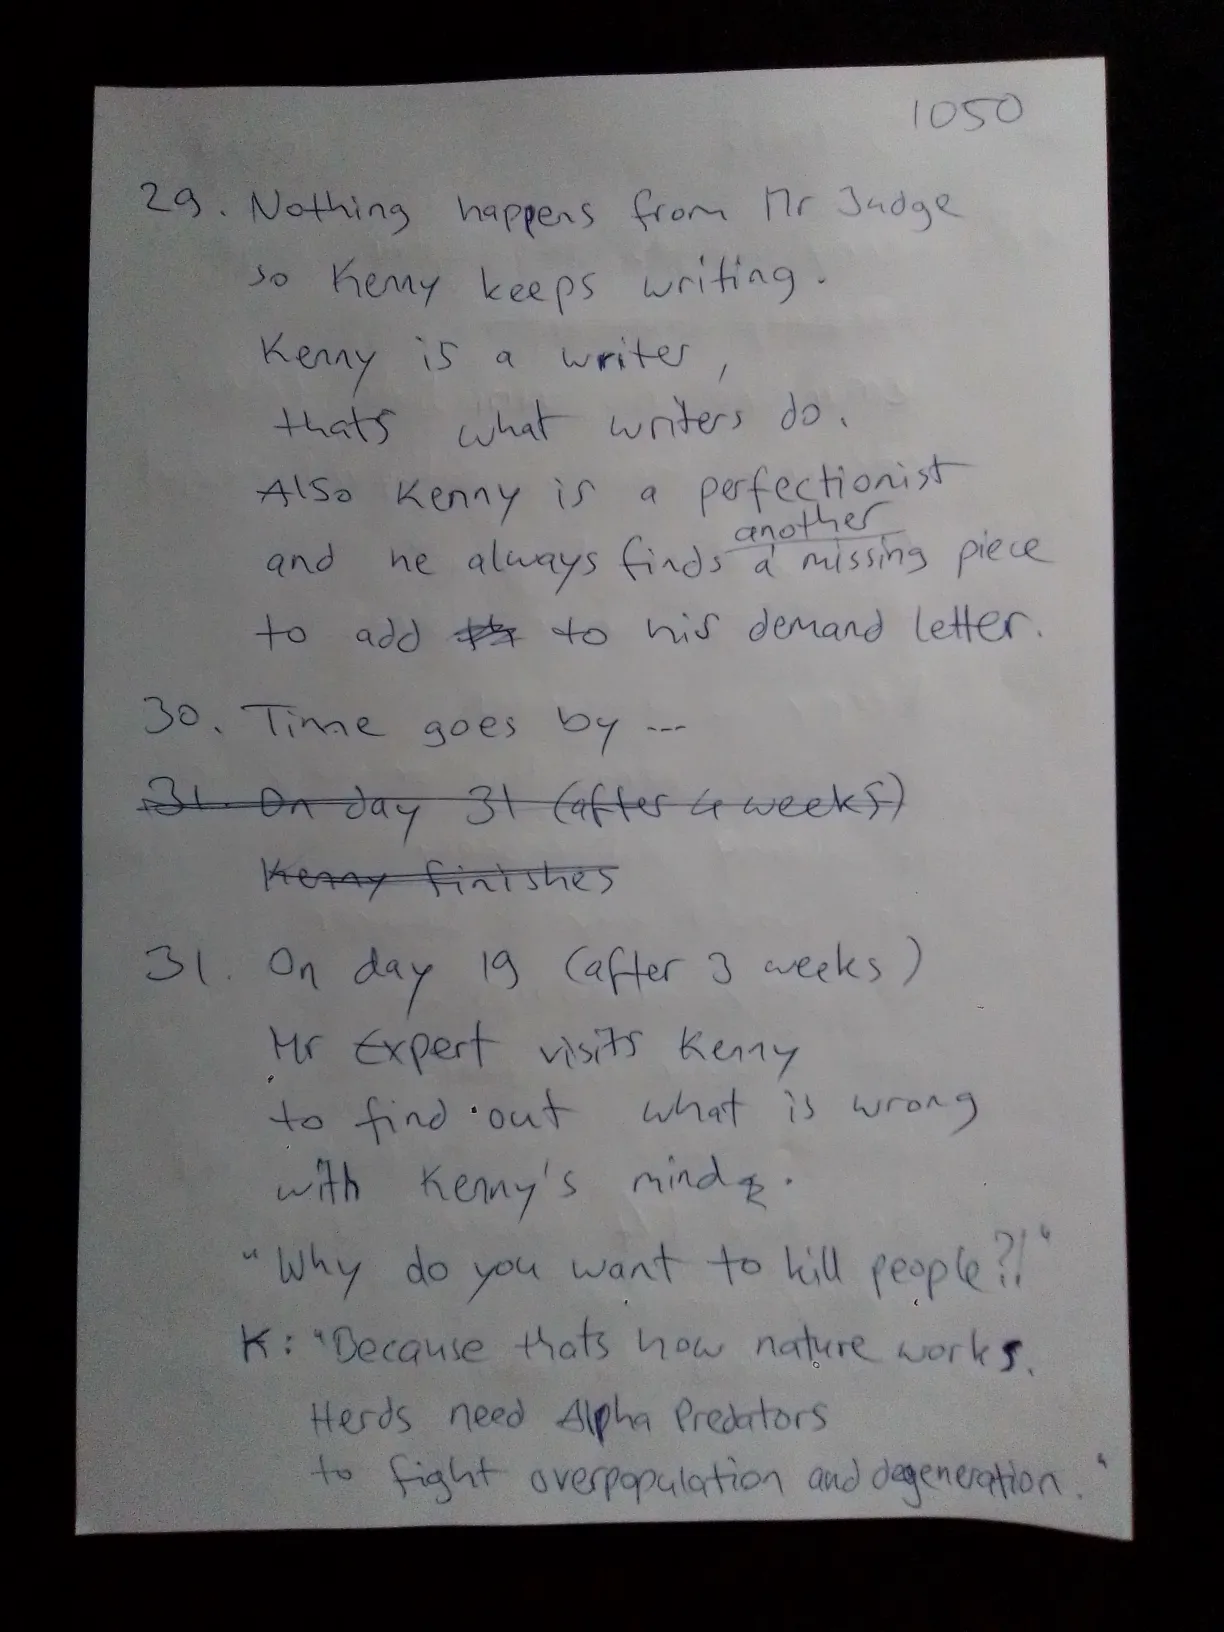 1050
29. Nothing happens from Mr Judge
so Kenny keeps writing.
Kenny is a writer,
thats what writers do.
Also Kenny is a perfectionist
another
and he always finds a missing piece
to add to his demand letter.
30. Time goes by ---
31. On day 31 (after 4 weeks)
Kenny finishes
31. On day 19 (after 3 weeks)
Mr Expert visits Kenny
to find out what is wrong
with Kenny's mind.
"Why do you want to kill people?!"
K: "Because thats how nature works.
Herds need Alpha Predators
to fight overpopulation and degeneration."